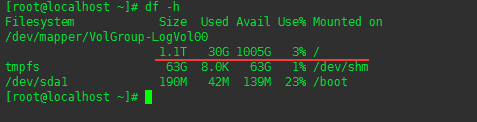 [root@localhost ~]# df -h
Filesystem Size Used Avail Use% Mounted on
/dev/mapper/VolGroup-LogVol00
1.1T 30G 1005G 3% /
tmpfs 63G 8.0K 63G 1% /dev/shm
/dev/sda1 190M 42M 139M 23% /boot
[root@localhost ~]#